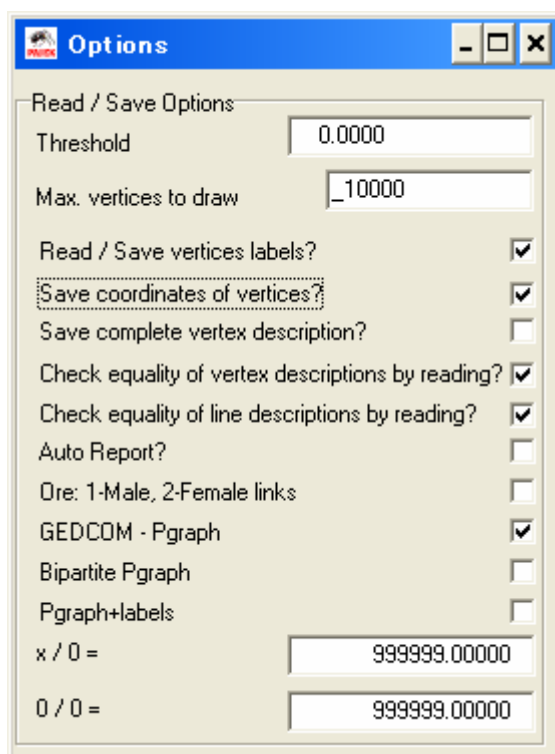 Options
Read / Save Options
Threshold 0.0000
Max. vertices to draw _10000
Read / Save vertices labels?
Save coordinates of vertices?
Save complete vertex description?
Check equality of vertex descriptions by reading?
Check equality of line descriptions by reading?
Auto Report?
Ore: 1-Male, 2-Female links
GEDCOM - Pgraph
Bipartite Pgraph
Pgraph+labels
x / 0 = 999999.00000
0 / 0 = 999999.00000